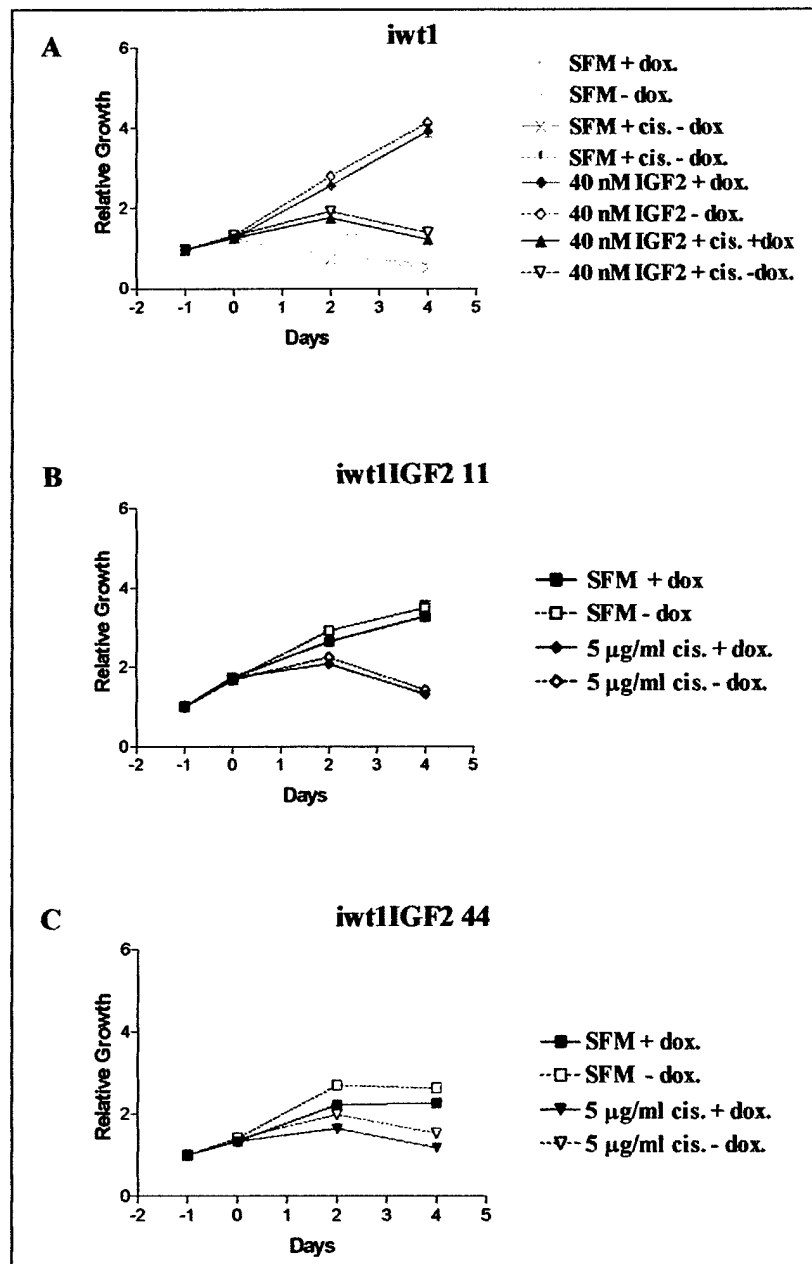 A
iwt1
Relative Growth
6
4
2
0
-2 -1 0 1 2 3 4 5
Days
SFM + dox.
SFM - dox.
SFM + cis. - dox
SFM + cis. - dox.
40 nM IGF2 + dox.
40 nM IGF2 - dox.
40 nM IGF2 + cis. +dox
40 nM IGF2 + cis. -dox.
B
iwt1IGF2 11
Relative Growth
6
4
2
0
-2 -1 0 1 2 3 4 5
Days
SFM + dox
SFM - dox
5 µg/ml cis. + dox.
5 µg/ml cis. - dox.
C
iwt1IGF2 44
Relative Growth
6
4
2
0
-2 -1 0 1 2 3 4 5
Days
SFM + dox.
SFM - dox.
5 µg/ml cis. + dox.
5 µg/ml cis. - dox.